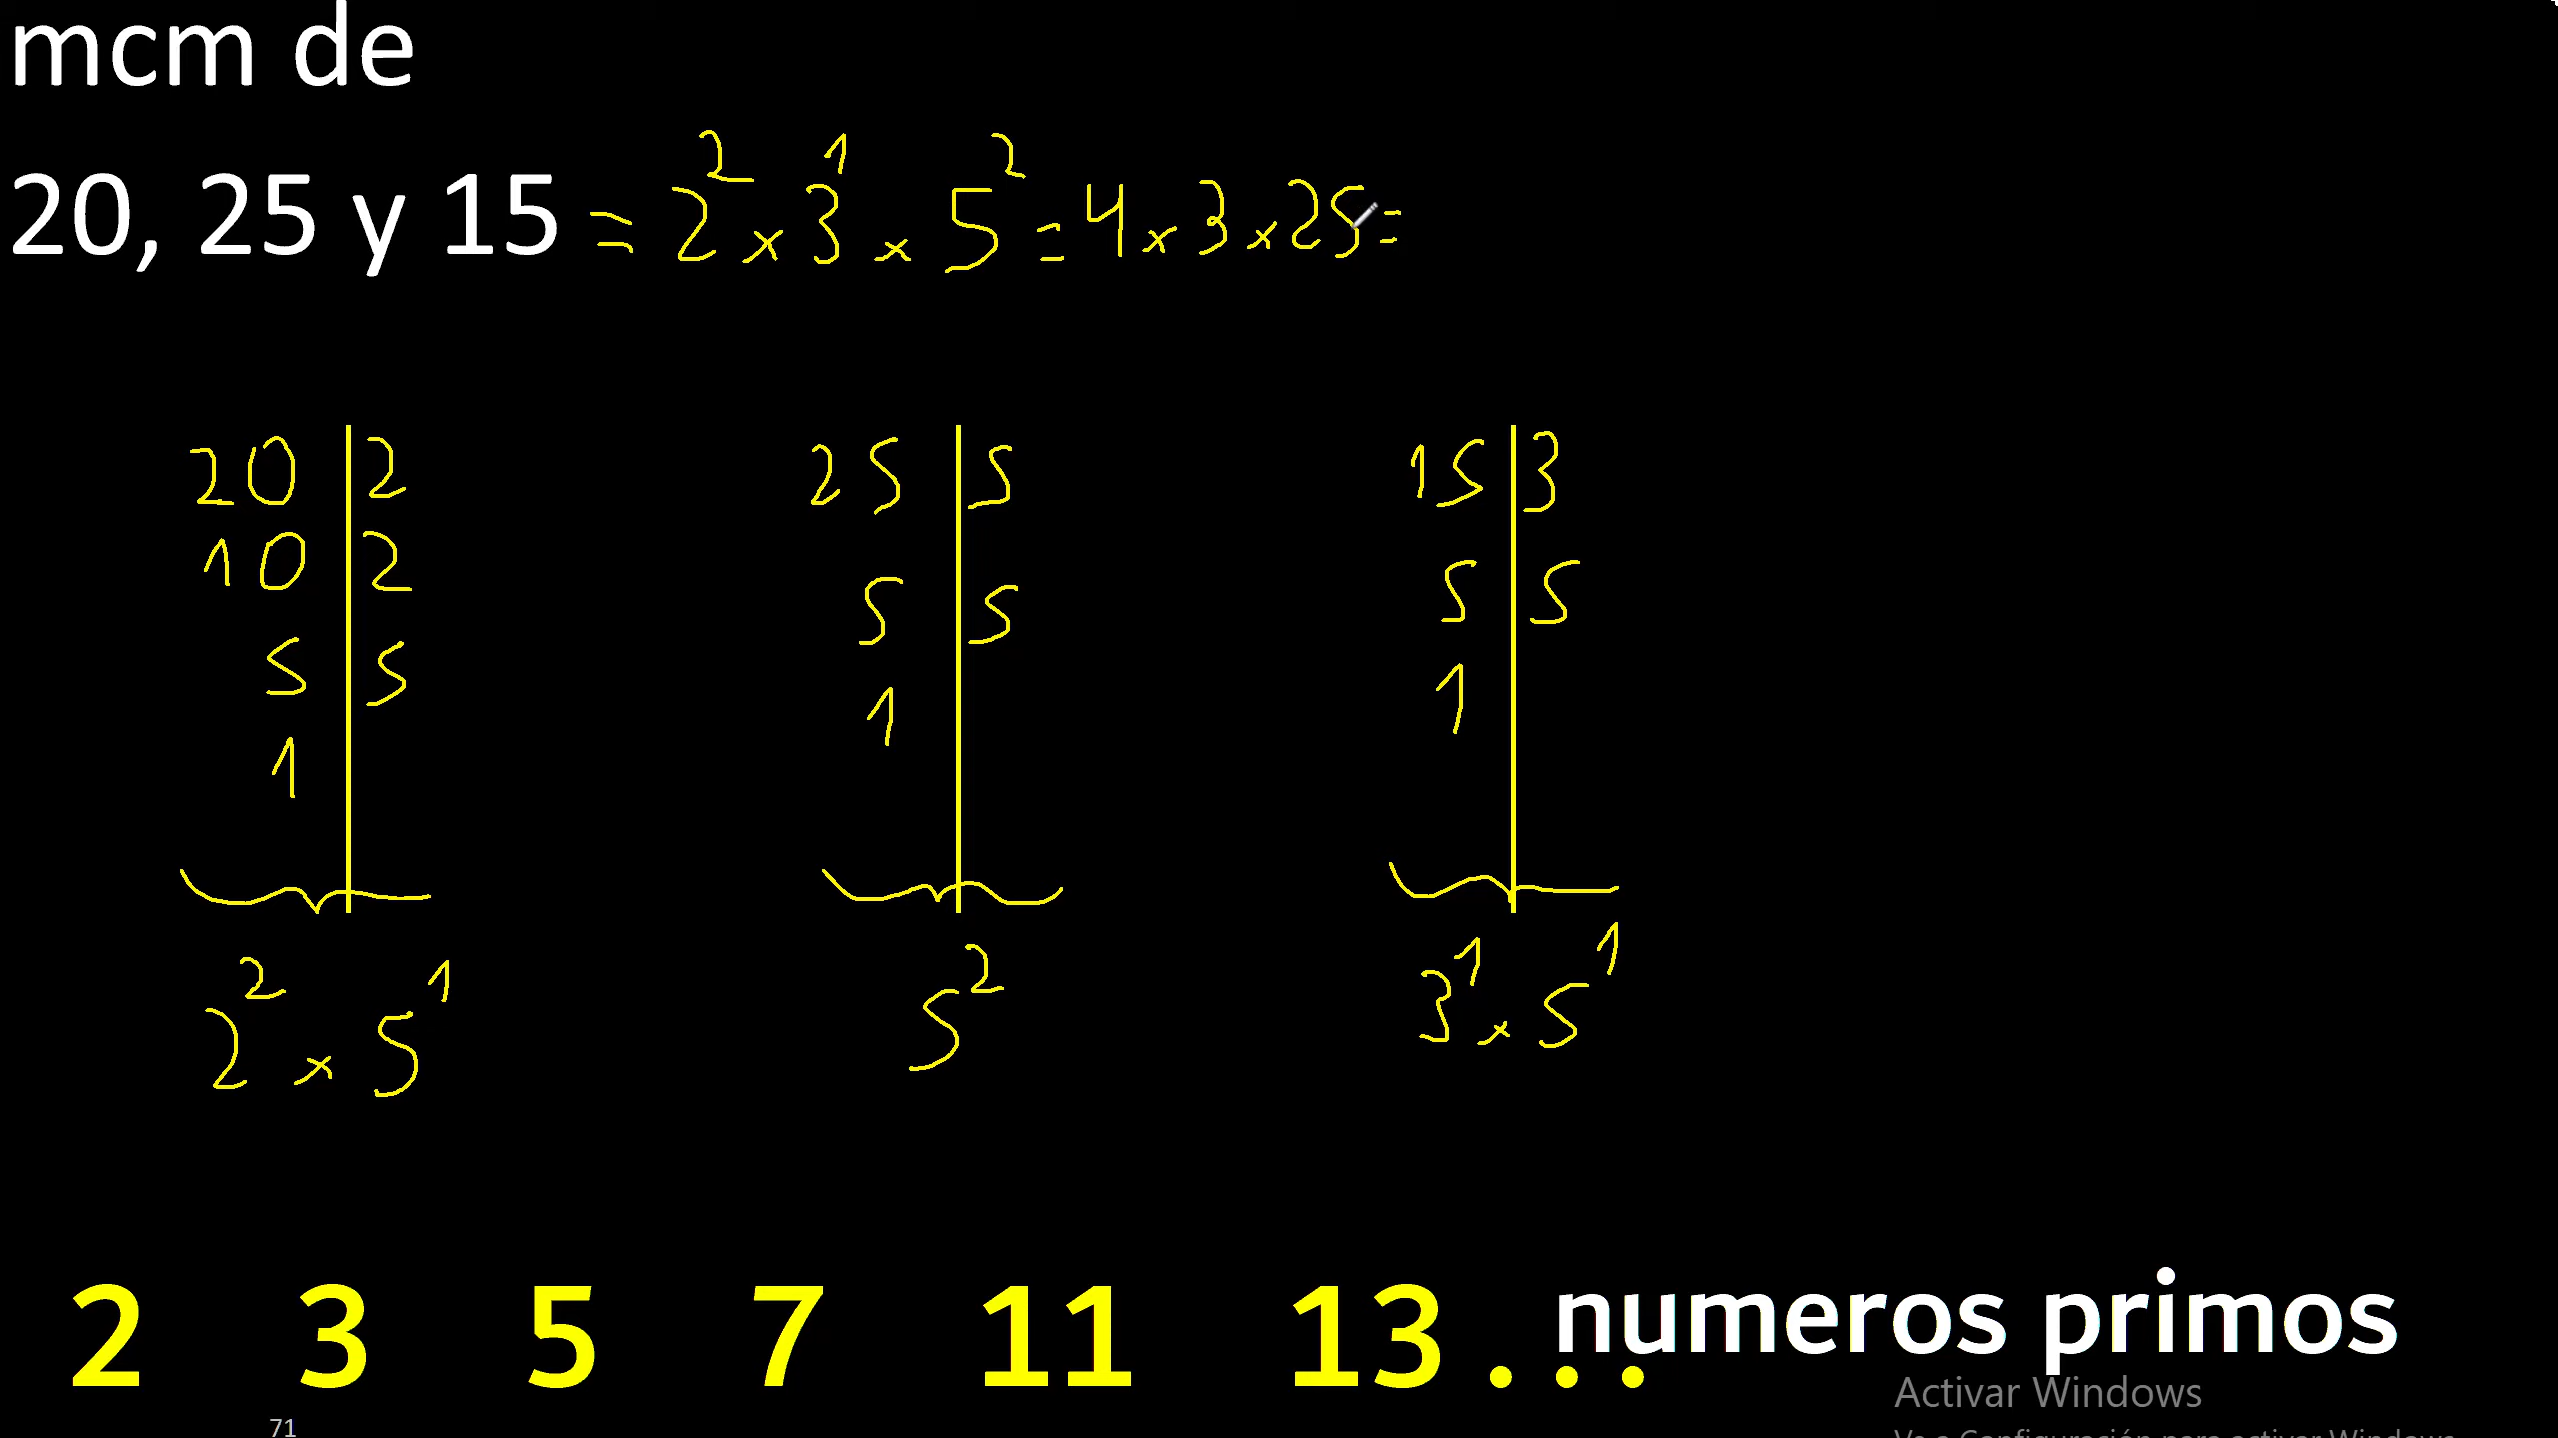 mcm de
20, 25 y 15 = 2² x 3¹ x 5² = 4 x 3 x 25 =
20 | 2
10 | 2
5 | 5
1
2² x 5¹
25 | 5
5 | 5
1
5²
15 | 3
5 | 5
1
3¹ x 5¹
2 3 5 7 11 13 ... numeros primos
Activar Windows
71